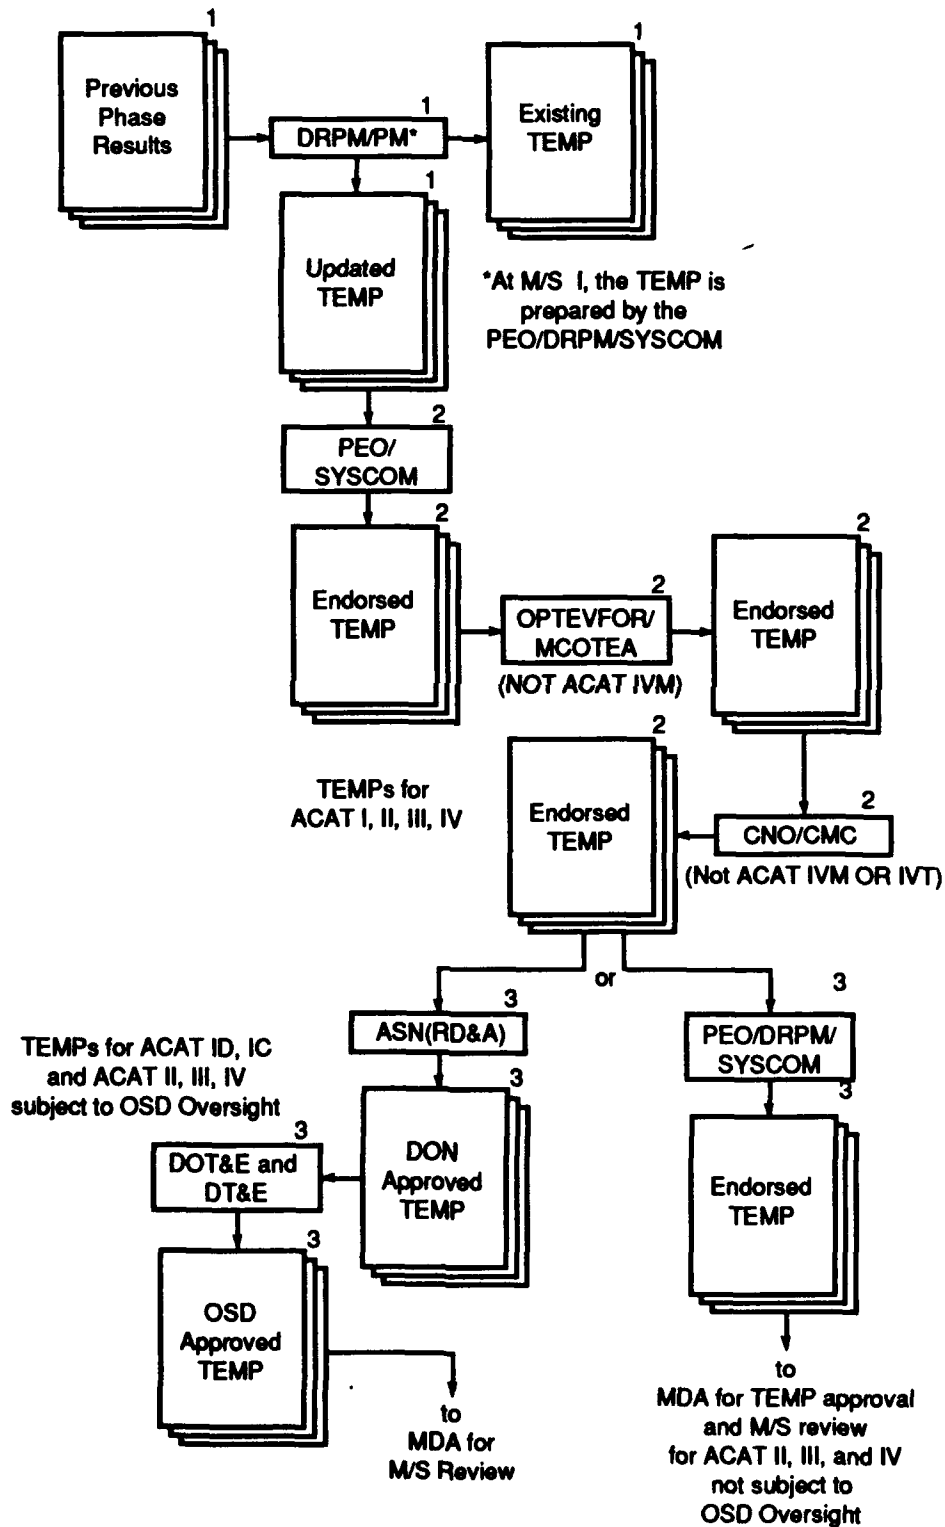 1
Previous
Phase
Results
1
DRPM/PM*
1
Existing
TEMP
1
Updated
TEMP
*At M/S I, the TEMP is
prepared by the
PEO/DRPM/SYSCOM
2
PEO/
SYSCOM
2
Endorsed
TEMP
2
OPTEVFOR/
MCOTEA
(NOT ACAT IVM)
2
Endorsed
TEMP
2
CNO/CMC
(Not ACAT IVM OR IVT)
2
Endorsed
TEMP
TEMPs for
ACAT I, II, III, IV
or
3
ASN(RD&A)
3
DON
Approved
TEMP
TEMPs for ACAT ID, IC
and ACAT II, III, IV
subject to OSD Oversight
3
DOT&E and
DT&E
3
OSD
Approved
TEMP
to
MDA for
M/S Review
3
PEO/DRPM/
SYSCOM
3
Endorsed
TEMP
to
MDA for TEMP approval
and M/S review
for ACAT II, III, and IV
not subject to
OSD Oversight